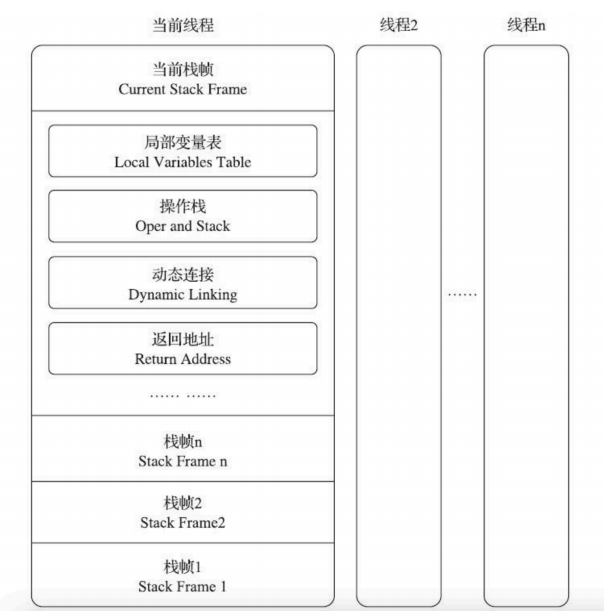 当前线程
线程2
线程n
当前栈帧
Current Stack Frame
局部变量表
Local Variables Table
操作栈
Oper and Stack
动态连接
Dynamic Linking
……
返回地址
Return Address
…… ……
栈帧n
Stack Frame n
栈帧2
Stack Frame2
栈帧1
Stack Frame 1